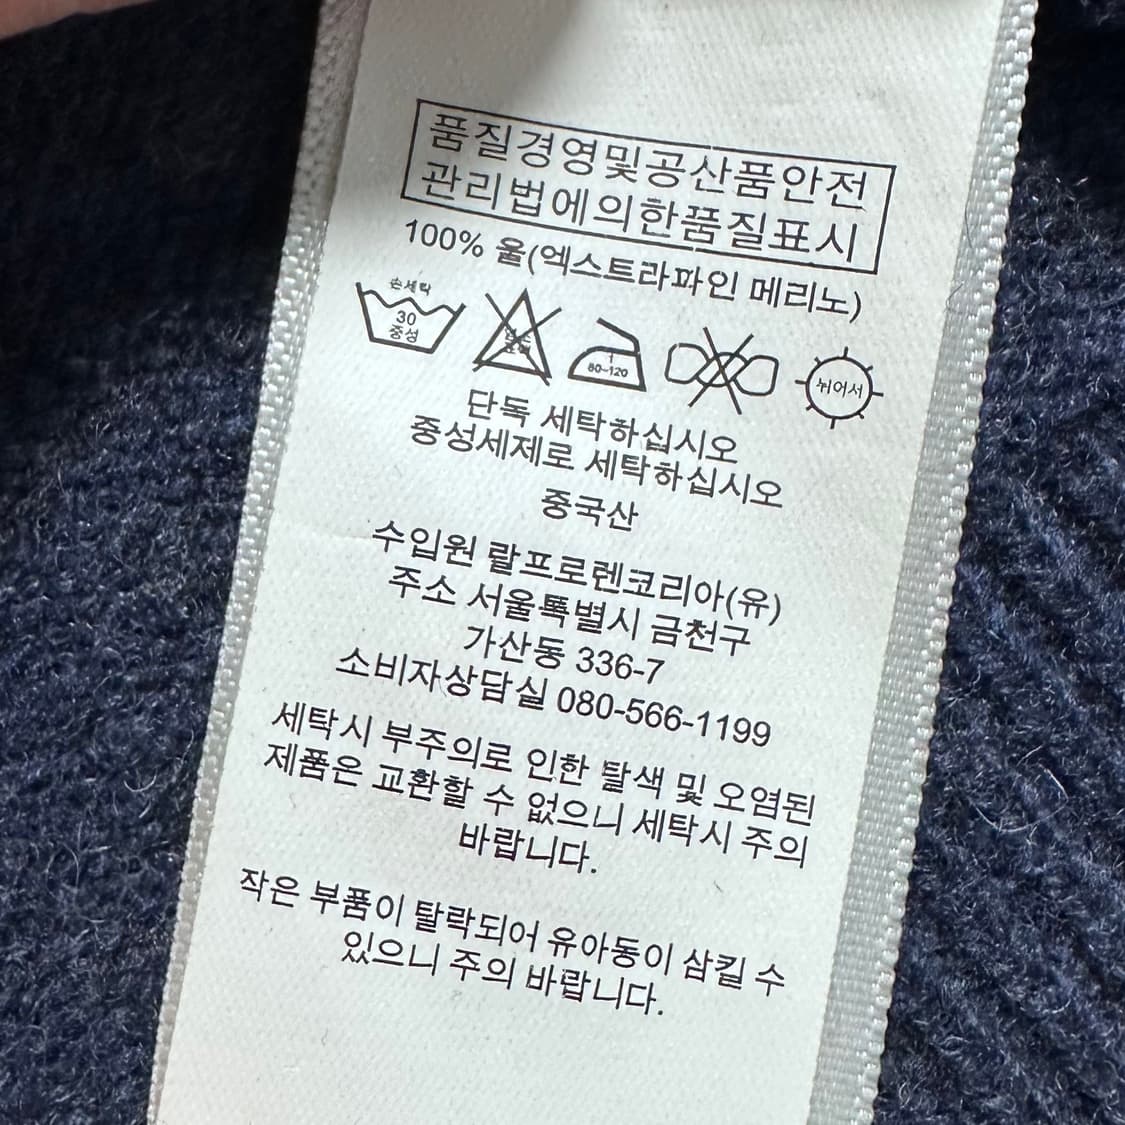 품질경영및공산품안전
관리법에의한품질표시
100% 울(엑스트라파인 메리노)
손세탁
30
중성
80~120
뉘어서
단독 세탁하십시오
중성세제로 세탁하십시오
중국산
수입원 랄프로렌코리아(유)
주소 서울특별시 금천구
가산동 336-7
소비자상담실 080-566-1199
세탁시 부주의로 인한 탈색 및 오염된
제품은 교환할 수 없으니 세탁시 주의
바랍니다.
작은 부품이 탈락되어 유아동이 삼킬 수
있으니 주의 바랍니다.